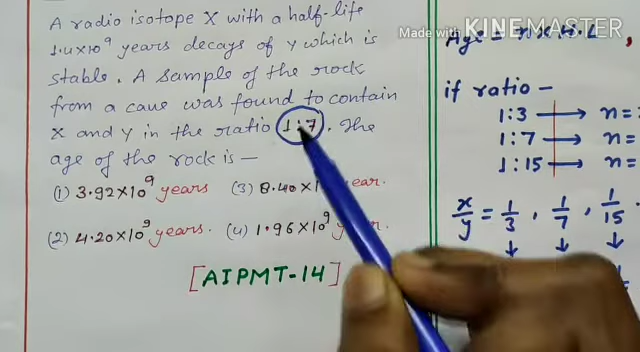 A radio isotope X with a half-life
1.4x10⁹ years decays of Y which is
stable. A sample of the rock
from a cave was found to contain
X and Y in the ratio 1:7. The
age of the rock is —
(1) 3.92x10⁹ years (3) 8.40x1 ear.
(2) 4.20x10⁹ years. (4) 1.96x10⁹ y ar.
[AIPMT-14]
Made with KINEMASTER
Age = n x H.L ,
if ratio —
1:3 → n=
1:7 → n=
1:15 → n=
x/y = 1/3 , 1/7 , 1/15 .
↓ ↓ ↓